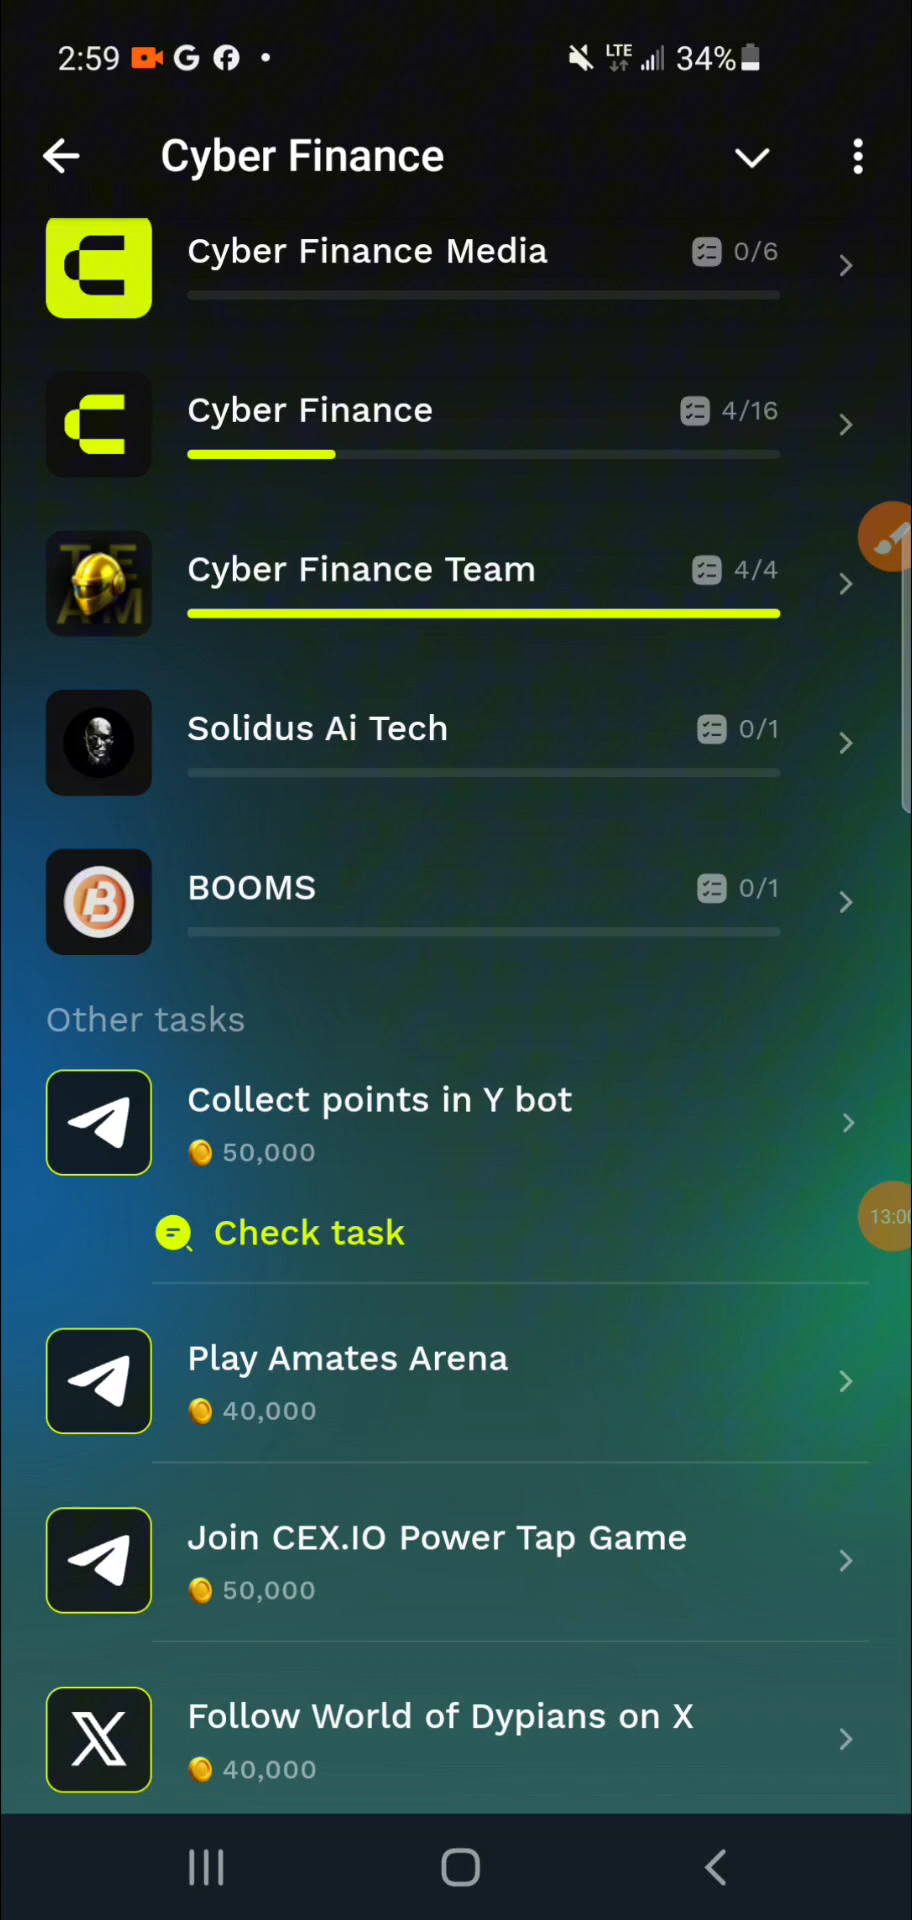 2:59
LTE
34%
Cyber Finance
Cyber Finance Media
0/6
Cyber Finance
4/16
TEAM
Cyber Finance Team
4/4
Solidus Ai Tech
0/1
BOOMS
0/1
Other tasks
Collect points in Y bot
50,000
Check task
13:00
Play Amates Arena
40,000
Join CEX.IO Power Tap Game
50,000
Follow World of Dypians on X
40,000